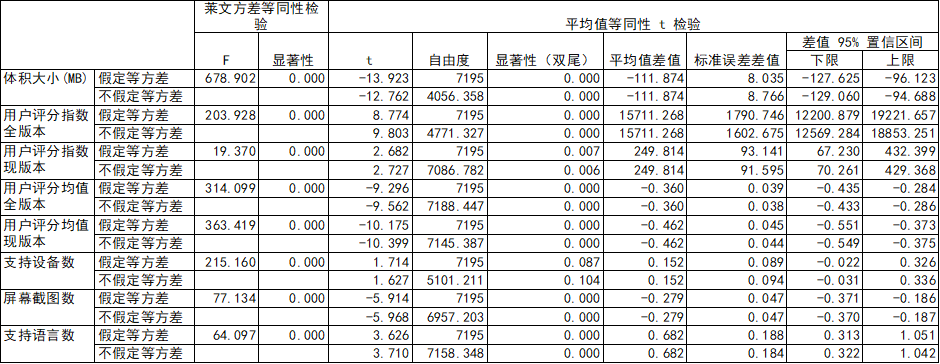 莱文方差等同性检验 平均值等同性 t 检验
差值 95% 置信区间
F 显著性 t 自由度 显著性（双尾） 平均值差值 标准误差差值 下限 上限
体积大小(MB) 假定等方差 678.902 0.000 -13.923 7195 0.000 -111.874 8.035 -127.625 -96.123
不假定等方差 -12.762 4056.358 0.000 -111.874 8.766 -129.060 -94.688
用户评分指数全版本 假定等方差 203.928 0.000 8.774 7195 0.000 15711.268 1790.746 12200.879 19221.657
不假定等方差 9.803 4771.327 0.000 15711.268 1602.675 12569.284 18853.251
用户评分指数现版本 假定等方差 19.370 0.000 2.682 7195 0.007 249.814 93.141 67.230 432.399
不假定等方差 2.727 7086.782 0.006 249.814 91.595 70.261 429.368
用户评分均值全版本 假定等方差 314.099 0.000 -9.296 7195 0.000 -0.360 0.039 -0.435 -0.284
不假定等方差 -9.562 7188.447 0.000 -0.360 0.038 -0.433 -0.286
用户评分均值现版本 假定等方差 363.419 0.000 -10.175 7195 0.000 -0.462 0.045 -0.551 -0.373
不假定等方差 -10.399 7145.387 0.000 -0.462 0.044 -0.549 -0.375
支持设备数 假定等方差 215.160 0.000 1.714 7195 0.087 0.152 0.089 -0.022 0.326
不假定等方差 1.627 5101.211 0.104 0.152 0.094 -0.031 0.336
屏幕截图数 假定等方差 77.134 0.000 -5.914 7195 0.000 -0.279 0.047 -0.371 -0.186
不假定等方差 -5.968 6957.203 0.000 -0.279 0.047 -0.370 -0.187
支持语言数 假定等方差 64.097 0.000 3.626 7195 0.000 0.682 0.188 0.313 1.051
不假定等方差 3.710 7158.348 0.000 0.682 0.184 0.322 1.042